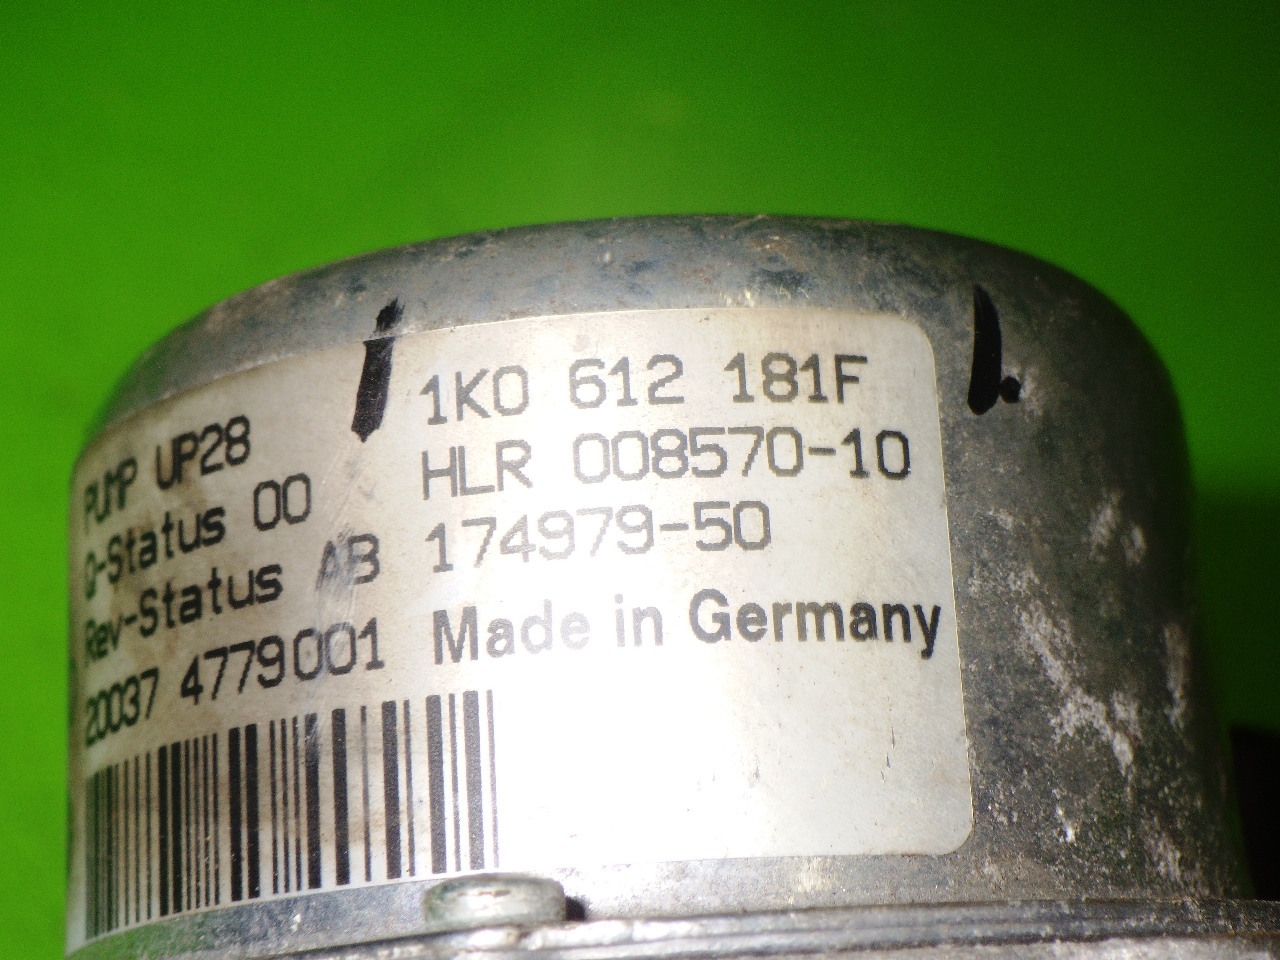 PUMP UP28
Q-Status 00
Rev-Status AB
20037 4779001
1K0 612 181F
HLR 008570-10
174979-50
Made in Germany